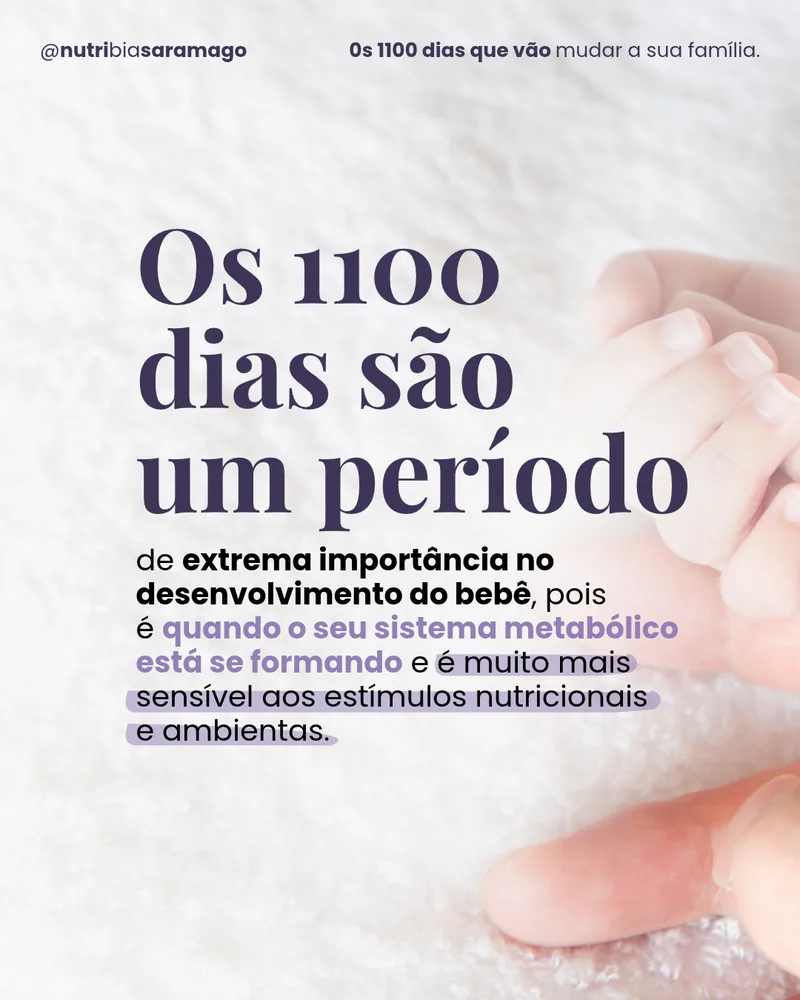 @nutribiasaramago
0s 1100 dias que vão mudar a sua família.
Os 1100
dias são
um período
de extrema importância no
desenvolvimento do bebê, pois
é quando o seu sistema metabólico
está se formando e é muito mais
sensível aos estímulos nutricionais
e ambientas.